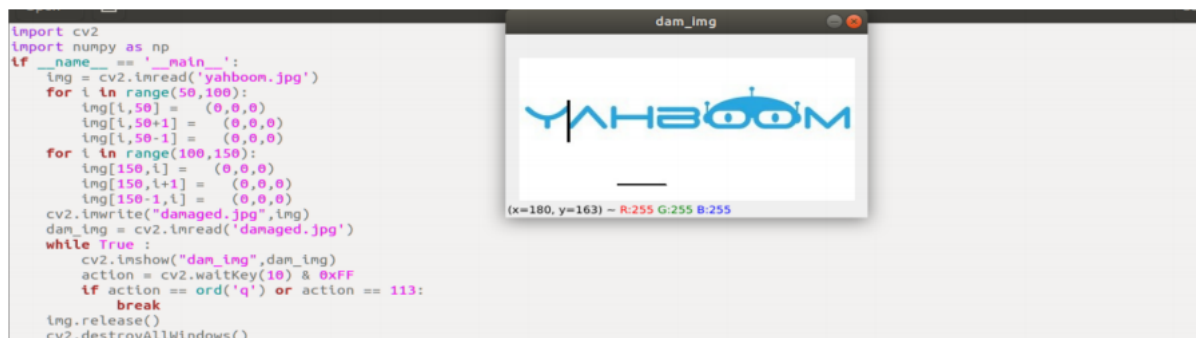 import cv2
import numpy as np
if __name__ == '__main__':
    img = cv2.imread('yahboom.jpg')
    for i in range(50,100):
        img[i,50] =   (0,0,0)
        img[i,50+1] =   (0,0,0)
        img[i,50-1] =   (0,0,0)
    for i in range(100,150):
        img[150,i] =   (0,0,0)
        img[150,i+1] =   (0,0,0)
        img[150-1,i] =   (0,0,0)
    cv2.imwrite("damaged.jpg",img)
    dam_img = cv2.imread('damaged.jpg')
    while True :
        cv2.imshow("dam_img",dam_img)
        action = cv2.waitKey(10) & 0xFF
        if action == ord('q') or action == 113:
            break
    img.release()
    cv2.destroyAllWindows()
dam_img
YAHBOOM
(x=180, y=163) ~ R:255 G:255 B:255